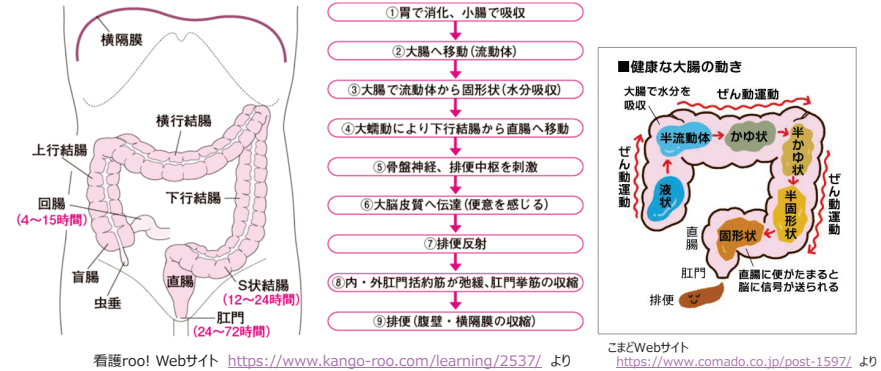 横隔膜
横行結腸
上行結腸
下行結腸
回腸
(4〜15時間)
盲腸
虫垂
直腸
S状結腸
(12〜24時間)
肛門
(24〜72時間)
①胃で消化、小腸で吸収
②大腸へ移動(流動体)
③大腸で流動体から固形状(水分吸収)
④大蠕動により下行結腸から直腸へ移動
⑤骨盤神経、排便中枢を刺激
⑥大脳皮質へ伝達(便意を感じる)
⑦排便反射
⑧内・外肛門括約筋が弛緩、肛門挙筋の収縮
⑨排便(腹壁・横隔膜の収縮)
看護roo! Webサイト https://www.kango-roo.com/learning/2537/ より
■健康な大腸の動き
大腸で水分を
吸収
ぜん動運動
半流動体
かゆ状
半かゆ状
ぜん動運動
液状
ぜん動運動
半固形状
固形状
直腸
肛門
排便
直腸に便がたまると
脳に信号が送られる
こまどWebサイト
https://www.comado.co.jp/post-1597/ より